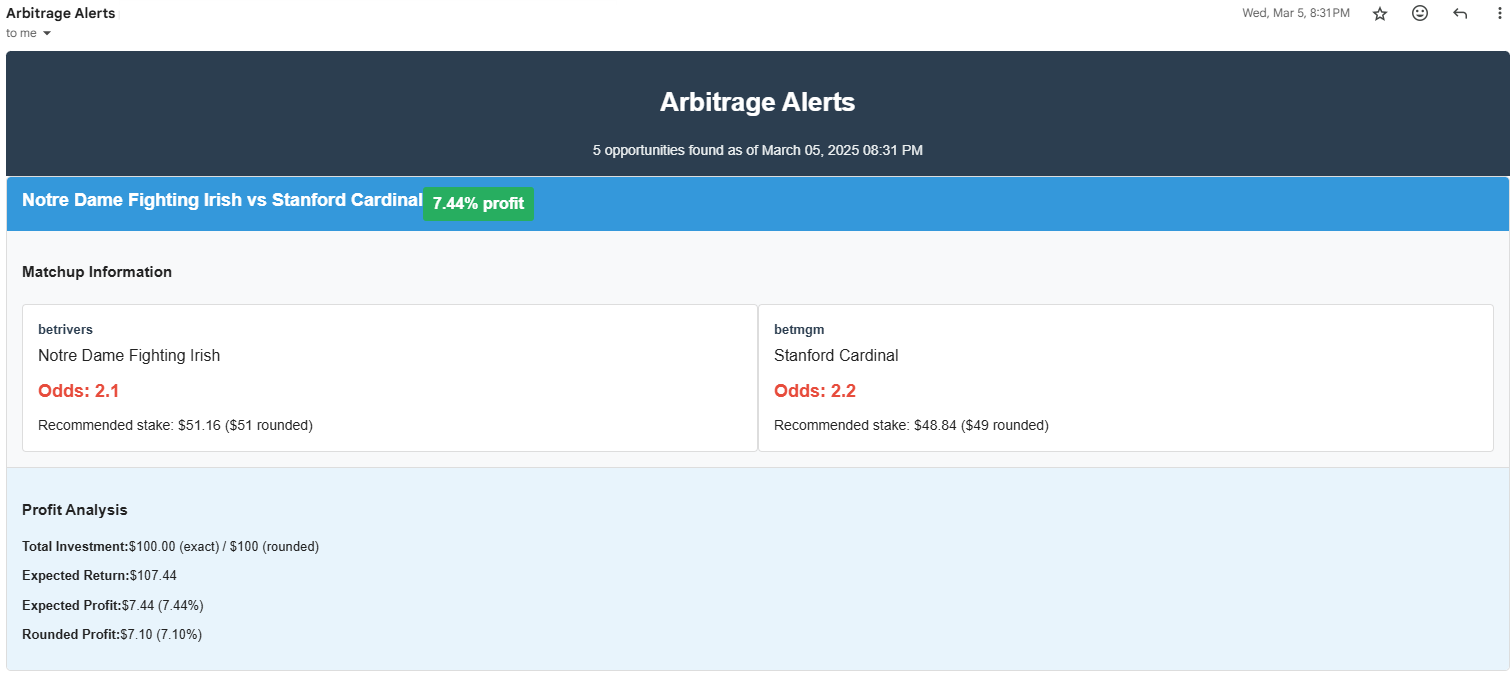 Arbitrage Alerts
Wed, Mar 5, 8:31 PM
to me
Arbitrage Alerts
5 opportunities found as of March 05, 2025 08:31 PM
Notre Dame Fighting Irish vs Stanford Cardinal 7.44% profit
Matchup Information
betrivers
Notre Dame Fighting Irish
Odds: 2.1
Recommended stake: $51.16 ($51 rounded)
betmgm
Stanford Cardinal
Odds: 2.2
Recommended stake: $48.84 ($49 rounded)
Profit Analysis
Total Investment:$100.00 (exact) / $100 (rounded)
Expected Return:$107.44
Expected Profit:$7.44 (7.44%)
Rounded Profit:$7.10 (7.10%)